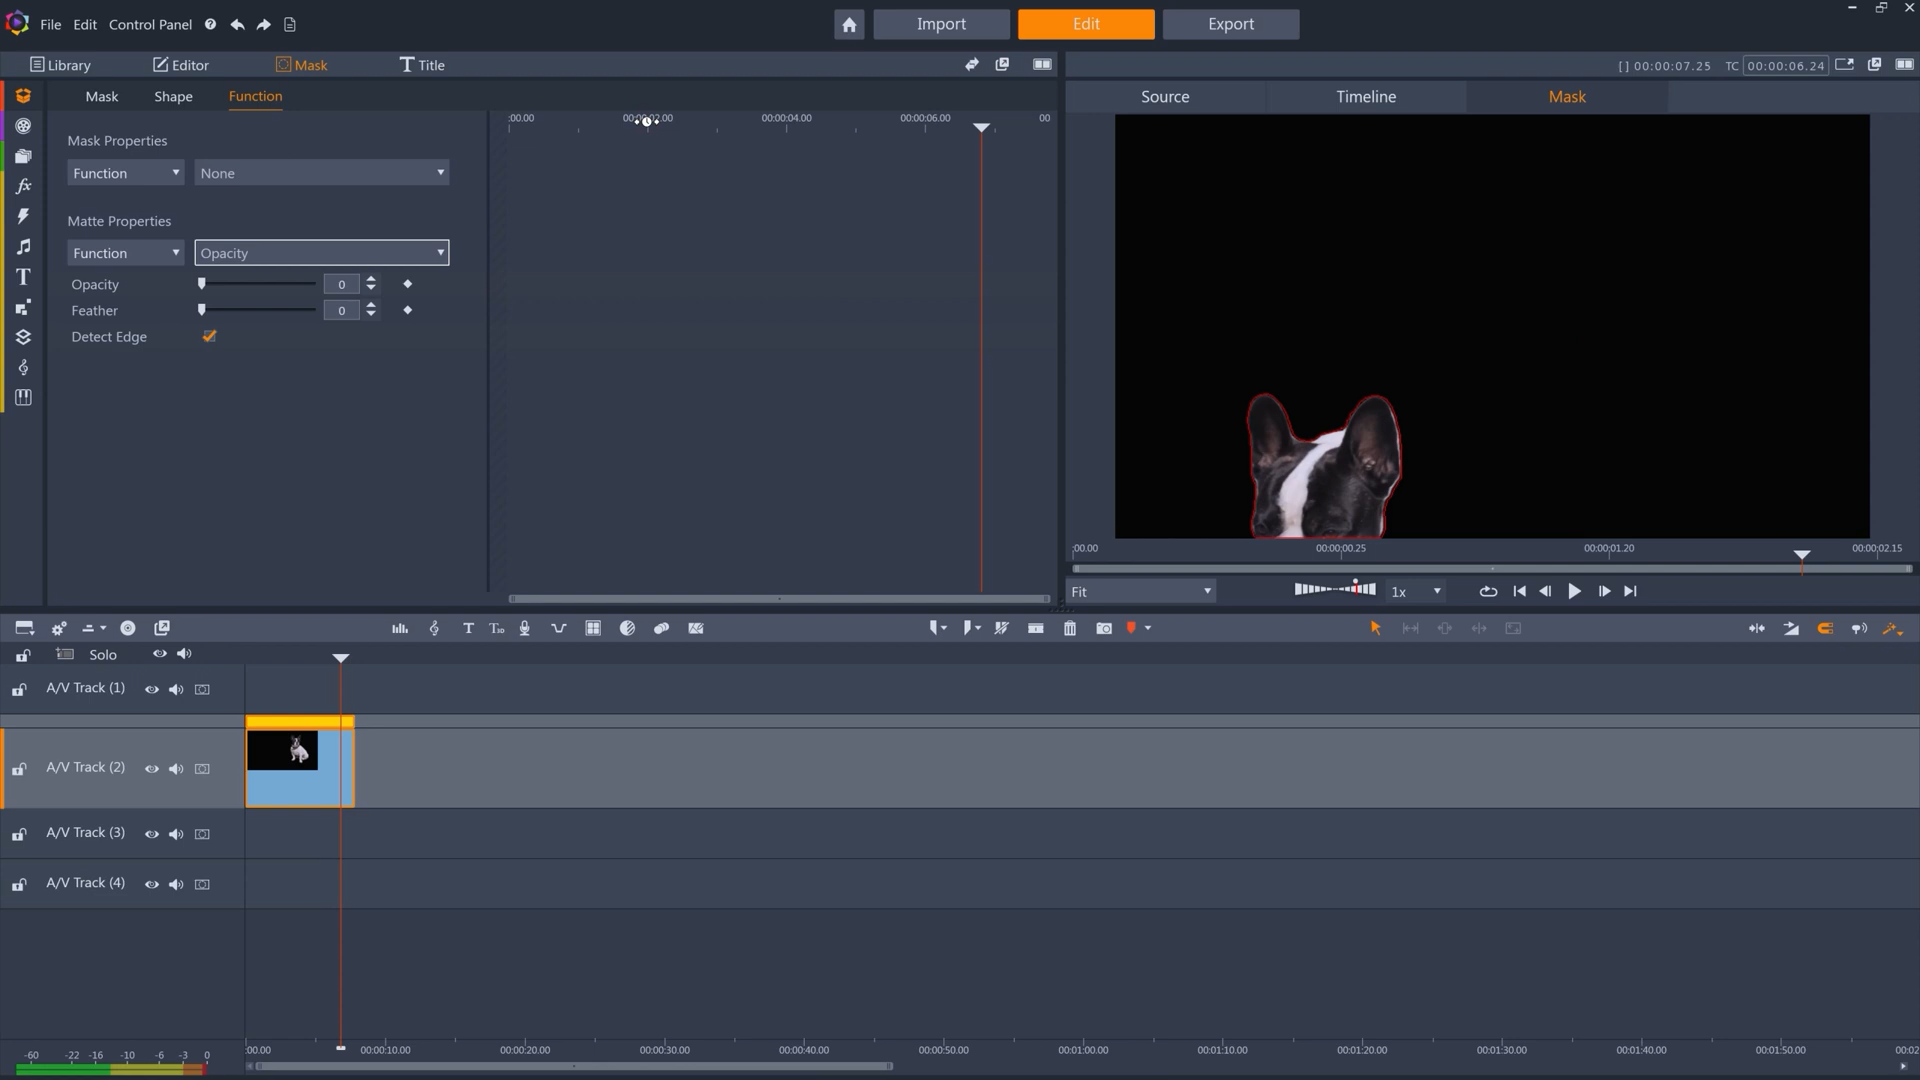 File Edit Control Panel
Import Edit Export
Library Editor Mask Title
[ ] 00:00:07.25 TC 00:00:06.24
Mask Shape Function
Source Timeline Mask
:00.00 00:00:02.00 00:00:04.00 00:00:06.00 00
Mask Properties
Function None
Matte Properties
Function Opacity
Opacity 0
Feather 0
Detect Edge
:00.00 00:00:00.25 00:00:01.20 00:00:02.15
Fit 1x
Solo
A/V Track (1)
A/V Track (2)
A/V Track (3)
A/V Track (4)
:00.00 00:00:10.00 00:00:20.00 00:00:30.00 00:00:40.00 00:00:50.00 00:01:00.00 00:01:10.00 00:01:20.00 00:01:30.00 00:01:40.00 00:01:50.00 00:02
-60 -22 -16 -10 -6 -3 0